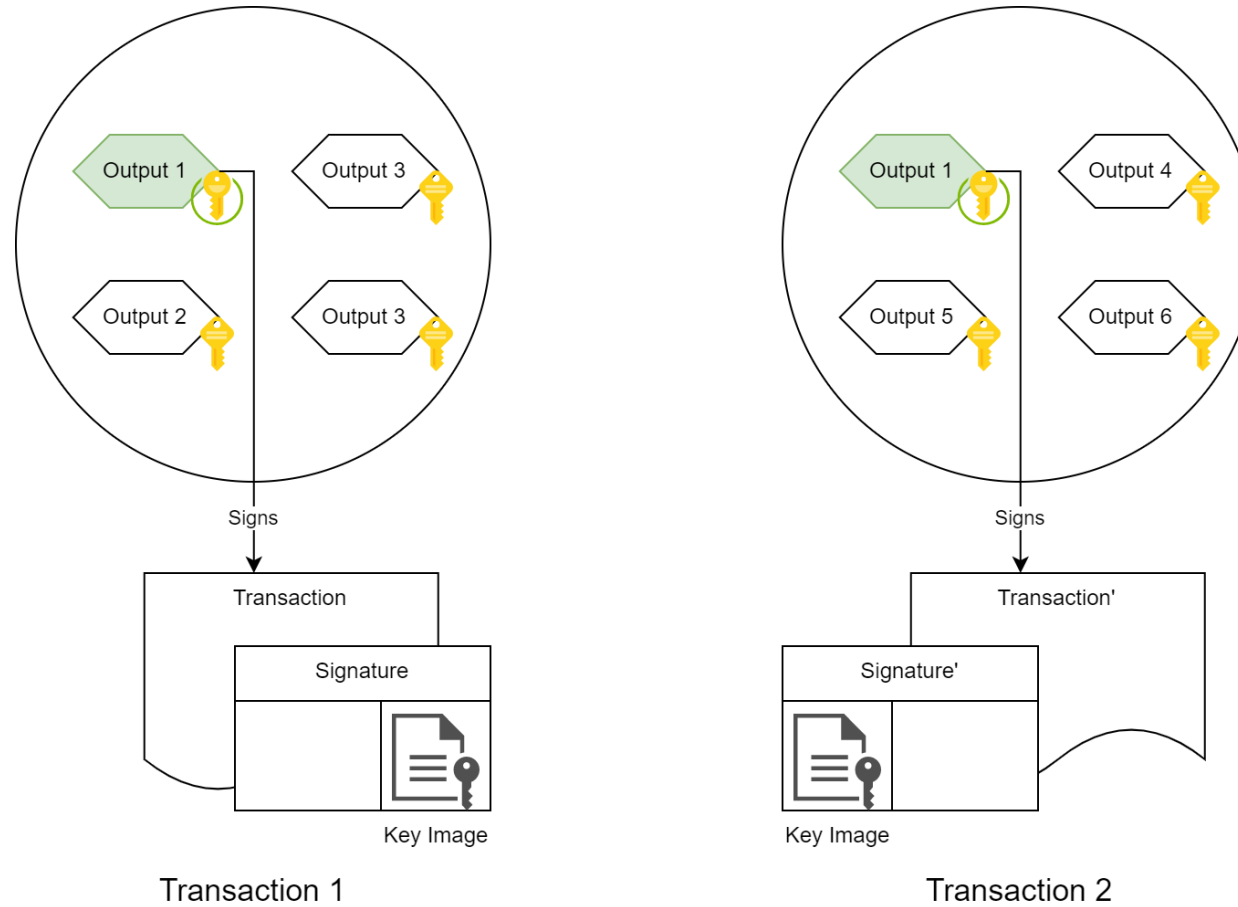 Output 1
Output 3
Output 2
Output 3
Signs
Transaction
Signature
Key Image
Transaction 1
Output 1
Output 4
Output 5
Output 6
Signs
Transaction'
Signature'
Key Image
Transaction 2